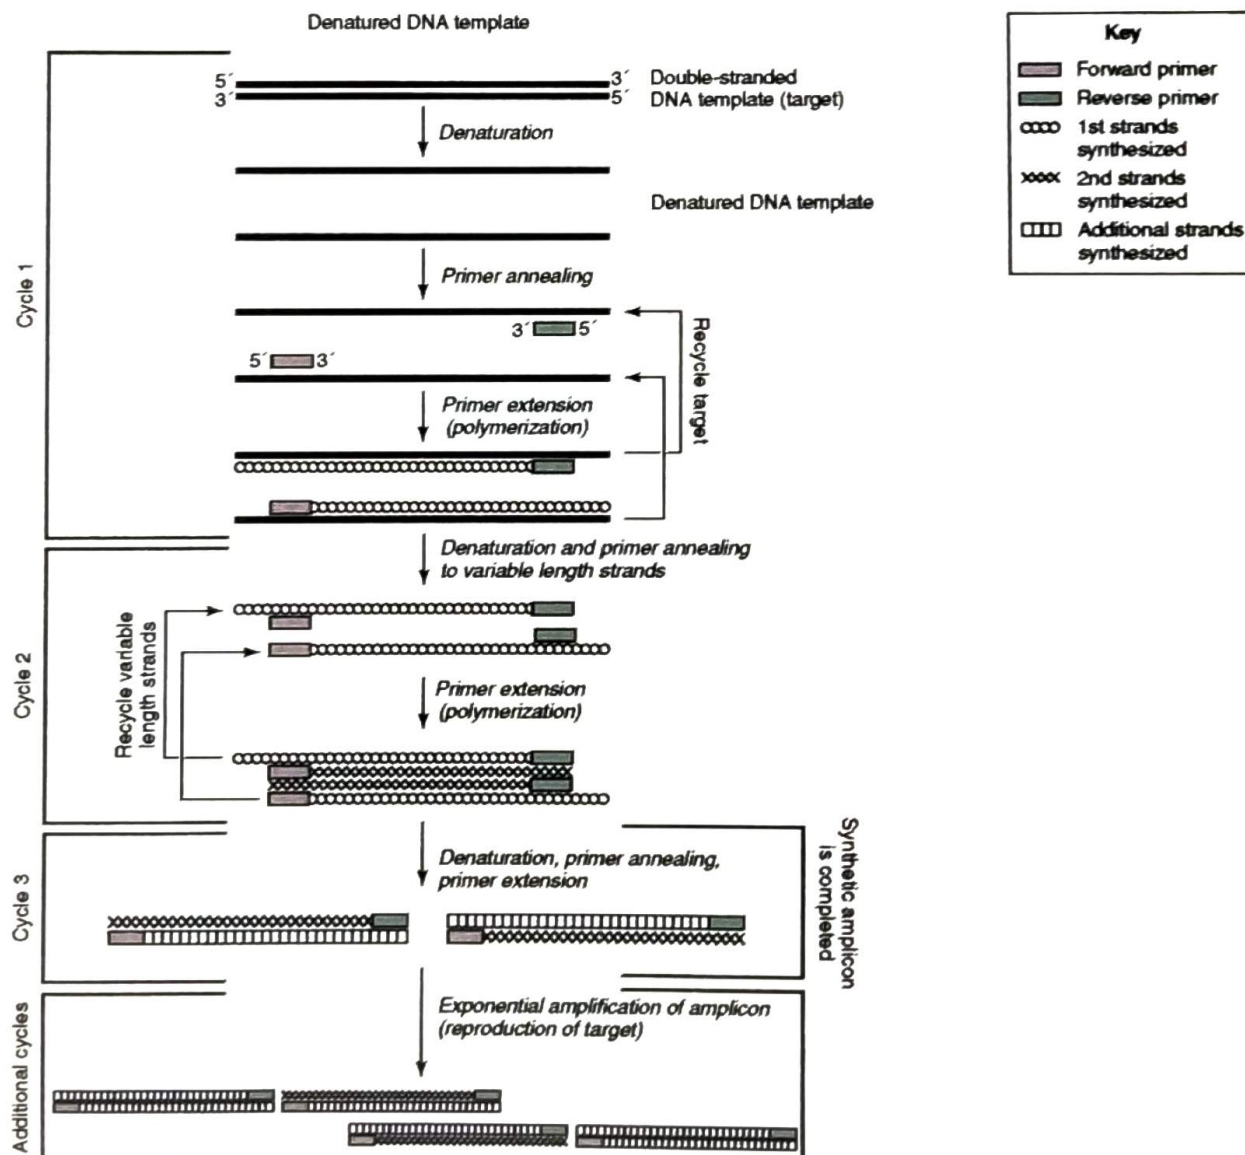 Denatured DNA template
Key
Forward primer
Reverse primer
1st strands
synthesized
2nd strands
synthesized
Additional strands
synthesized
Cycle 1
5´ 3´ Double-stranded
3´ 5´ DNA template (target)
Denaturation
Denatured DNA template
Primer annealing
3´ 5´
5´ 3´
Recycle target
Primer extension
(polymerization)
Cycle 2
Denaturation and primer annealing
to variable length strands
Recycle variable
length strands
Primer extension
(polymerization)
Cycle 3
Denaturation, primer annealing,
primer extension
Synthetic amplicon
is completed
Additional cycles
Exponential amplification of amplicon
(reproduction of target)